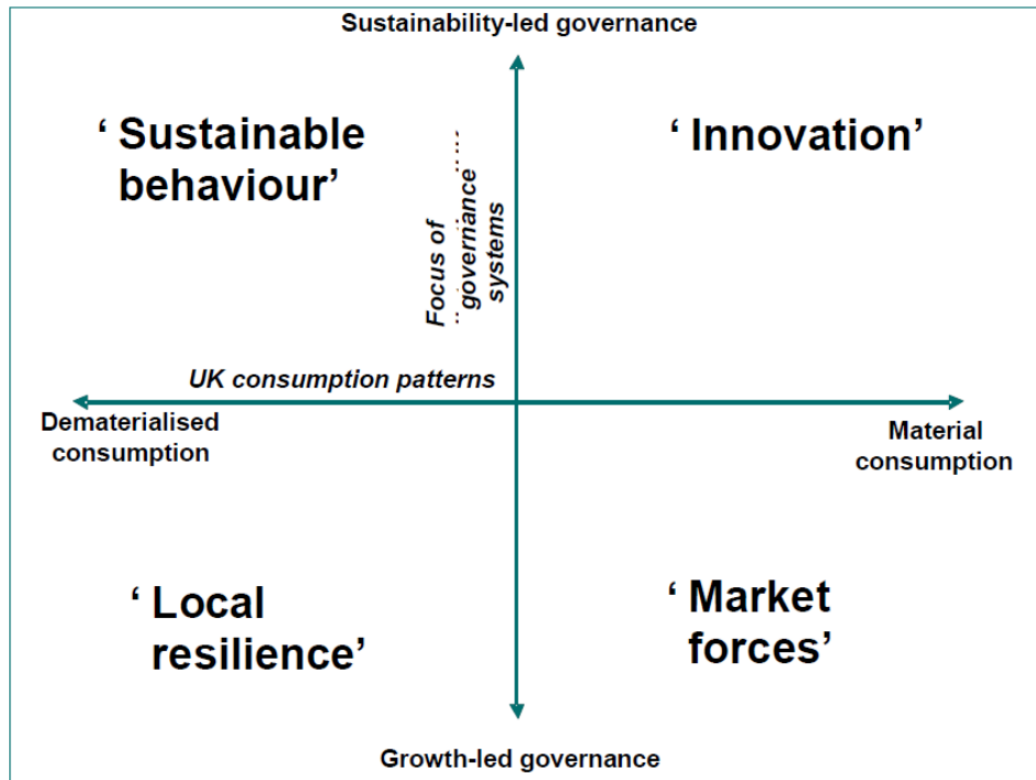 Sustainability-led governance
‘ Sustainable
behaviour’
‘ Innovation’
Focus of
governance
systems
UK consumption patterns
Dematerialised
consumption
Material
consumption
‘ Local
resilience’
‘ Market
forces’
Growth-led governance